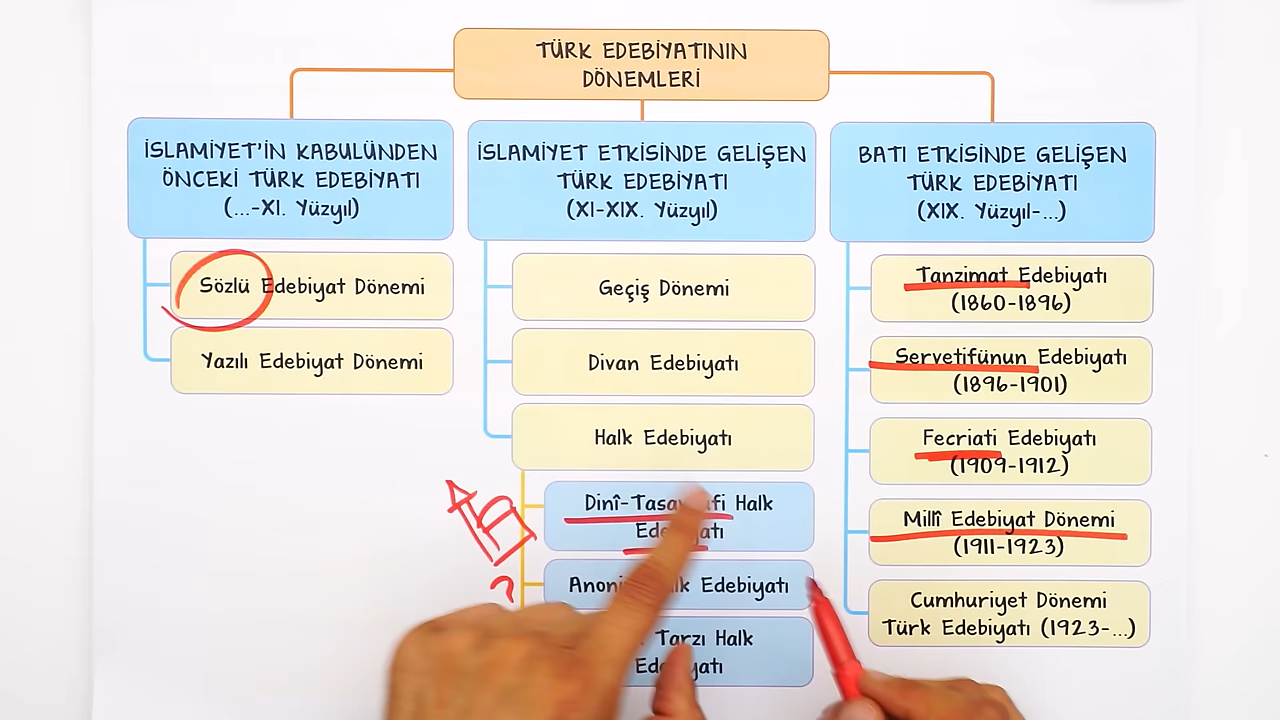 TÜRK EDEBİYATININ
DÖNEMLERİ
İSLAMİYET'İN KABULÜNDEN
ÖNCEKİ TÜRK EDEBİYATI
(...-XI. Yüzyıl)
Sözlü Edebiyat Dönemi
Yazılı Edebiyat Dönemi
İSLAMİYET ETKİSİNDE GELİŞEN
TÜRK EDEBİYATI
(XI-XIX. Yüzyıl)
Geçiş Dönemi
Divan Edebiyatı
Halk Edebiyatı
Halk
?
Edebiyatı
Tarzı Halk
BATI ETKİSİNDE GELİŞEN
TÜRK EDEBİYATI
(XIX. Yüzyıl-...)
Tanzimat Edebiyatı
(1860-1896)
Servetifünun Edebiyatı
(1896-1901)
Fecriati Edebiyatı
(1909-1912)
Millî Edebiyat Dönemi
(1911-1923)
Cumhuriyet Dönemi
Türk Edebiyatı (1923-...)